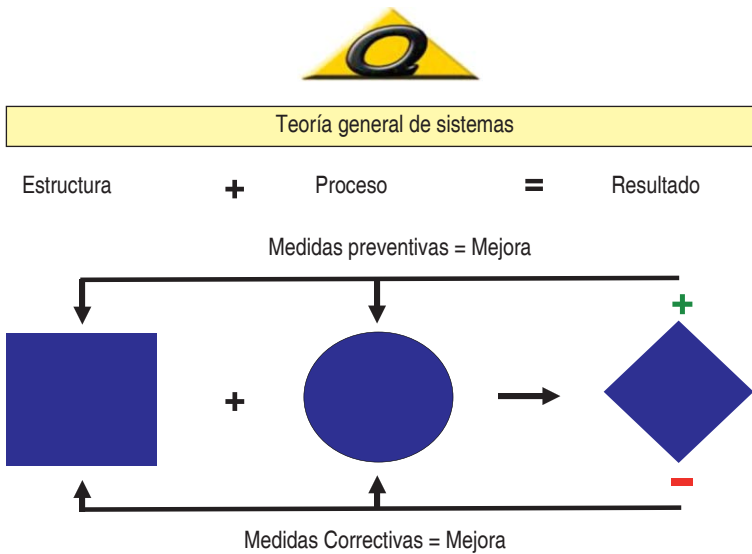 Q
Teoría general de sistemas
Estructura + Proceso = Resultado
Medidas preventivas = Mejora
+
+
-
Medidas Correctivas = Mejora